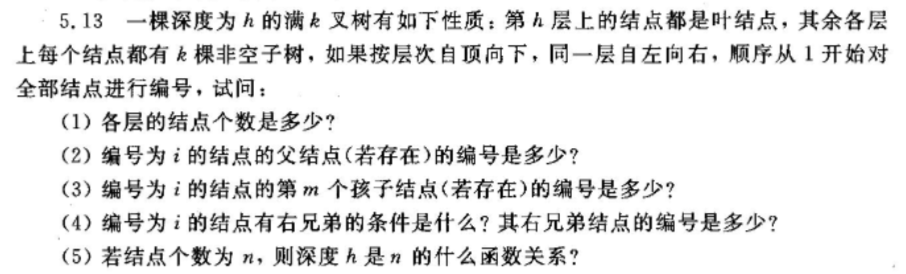 5.13 一棵深度为 h 的满 k 叉树有如下性质：第 h 层上的结点都是叶结点，其余各层
上每个结点都有 k 棵非空子树，如果按层次自顶向下，同一层自左向右，顺序从 1 开始对
全部结点进行编号，试问：
（1）各层的结点个数是多少？
（2）编号为 i 的结点的父结点（若存在）的编号是多少？
（3）编号为 i 的结点的第 m 个孩子结点（若存在）的编号是多少？
（4）编号为 i 的结点有右兄弟的条件是什么？其右兄弟结点的编号是多少？
（5）若结点个数为 n，则深度 h 是 n 的什么函数关系？